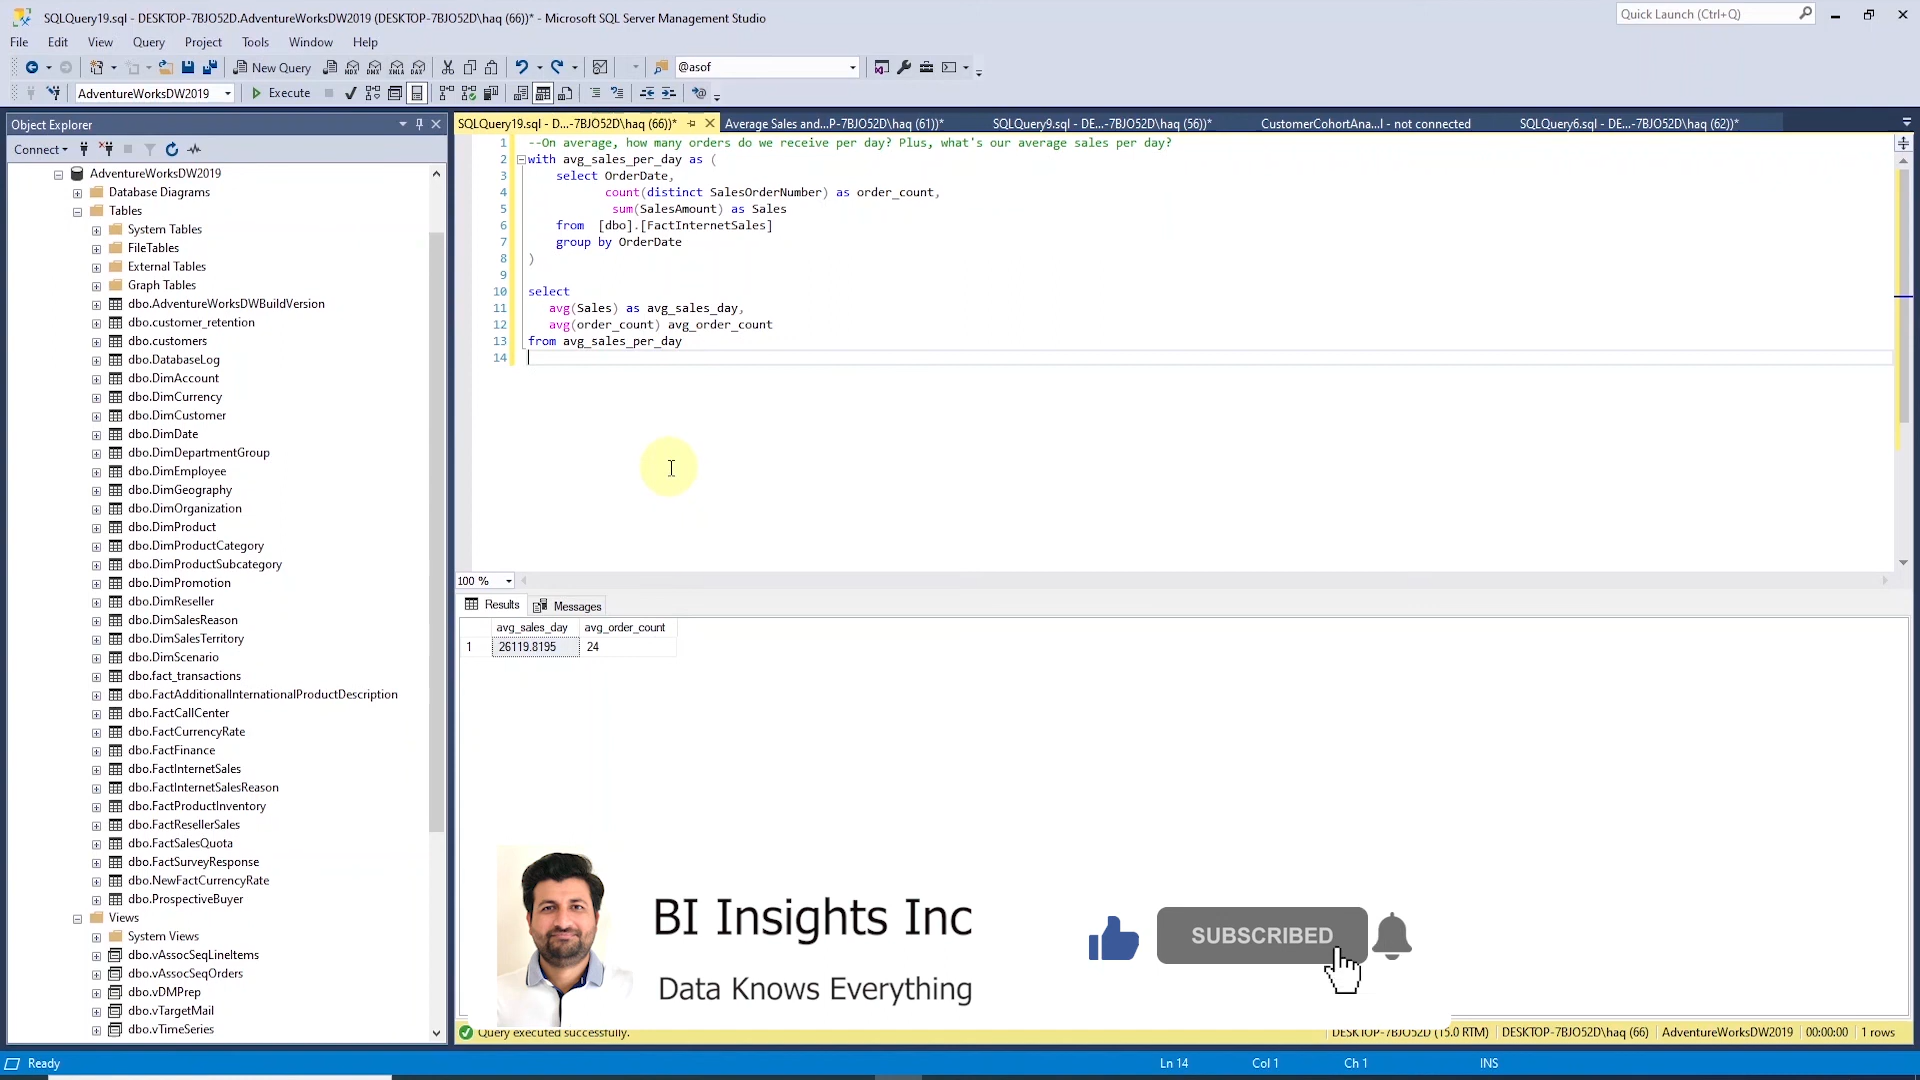 SQLQuery19.sql - DESKTOP-7BJO52D.AdventureWorksDW2019 (DESKTOP-7BJO52D\haq (66))* - Microsoft SQL Server Management Studio
Quick Launch (Ctrl+Q)
File Edit View Query Project Tools Window Help
New Query
@asof
AdventureWorksDW2019
Execute
Object Explorer
Connect
AdventureWorksDW2019
Database Diagrams
Tables
System Tables
FileTables
External Tables
Graph Tables
dbo.AdventureWorksDWBuildVersion
dbo.customer_retention
dbo.customers
dbo.DatabaseLog
dbo.DimAccount
dbo.DimCurrency
dbo.DimCustomer
dbo.DimDate
dbo.DimDepartmentGroup
dbo.DimEmployee
dbo.DimGeography
dbo.DimOrganization
dbo.DimProduct
dbo.DimProductCategory
dbo.DimProductSubcategory
dbo.DimPromotion
dbo.DimReseller
dbo.DimSalesReason
dbo.DimSalesTerritory
dbo.DimScenario
dbo.fact_transactions
dbo.FactAdditionalInternationalProductDescription
dbo.FactCallCenter
dbo.FactCurrencyRate
dbo.FactFinance
dbo.FactInternetSales
dbo.FactInternetSalesReason
dbo.FactProductInventory
dbo.FactResellerSales
dbo.FactSalesQuota
dbo.FactSurveyResponse
dbo.NewFactCurrencyRate
dbo.ProspectiveBuyer
Views
System Views
dbo.vAssocSeqLineItems
dbo.vAssocSeqOrders
dbo.vDMPrep
dbo.vTargetMail
dbo.vTimeSeries
SQLQuery19.sql - D...-7BJO52D\haq (66))*
Average Sales and...P-7BJO52D\haq (61))*
SQLQuery9.sql - DE...-7BJO52D\haq (56))*
CustomerCohortAna...l - not connected
SQLQuery6.sql - DE...-7BJO52D\haq (62))*
1 --On average, how many orders do we receive per day? Plus, what's our average sales per day?
2 with avg_sales_per_day as (
3 select OrderDate,
4 count(distinct SalesOrderNumber) as order_count,
5 sum(SalesAmount) as Sales
6 from [dbo].[FactInternetSales]
7 group by OrderDate
8 )
9
10 select
11 avg(Sales) as avg_sales_day,
12 avg(order_count) avg_order_count
13 from avg_sales_per_day
14
100 %
Results Messages
avg_sales_day avg_order_count
1 26119.8195 24
BI Insights Inc
Data Knows Everything
SUBSCRIBED
Query executed successfully.
DESKTOP-7BJO52D (15.0 RTM) DESKTOP-7BJO52D\haq (66) AdventureWorksDW2019 00:00:00 1 rows
Ready
Ln 14 Col 1 Ch 1 INS